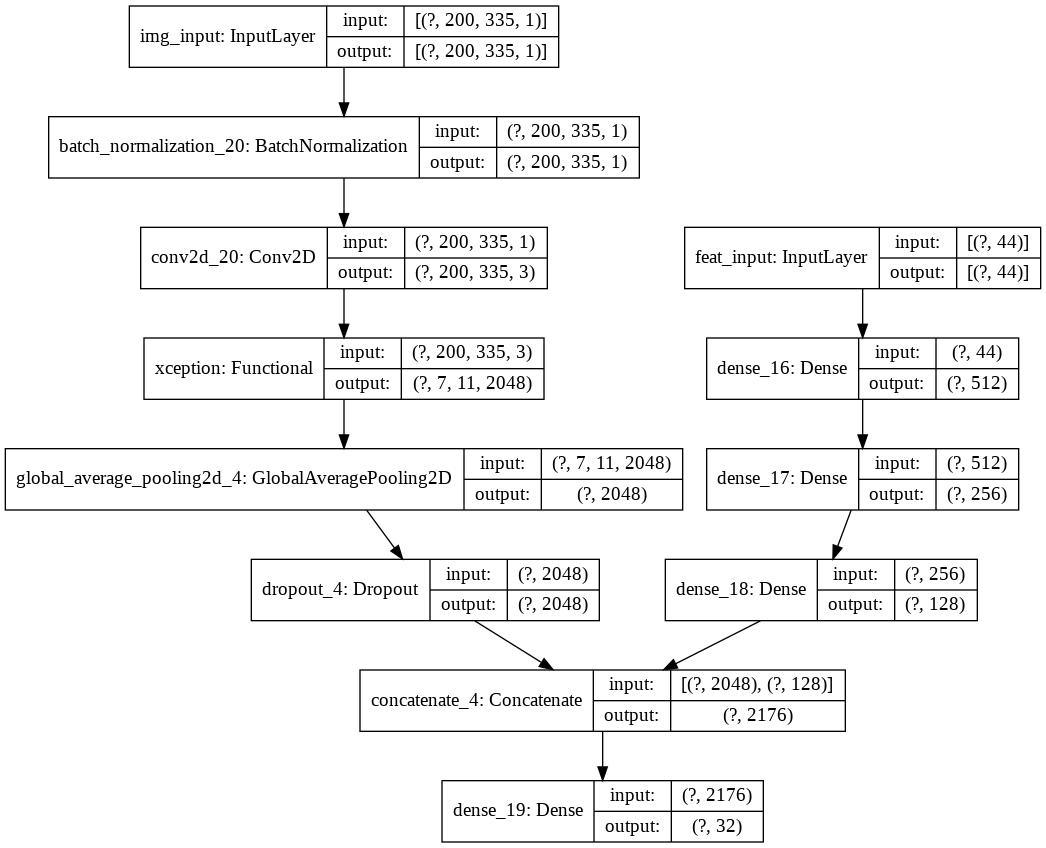 img_input: InputLayer
input:
[(?, 200, 335, 1)]
output:
[(?, 200, 335, 1)]
batch_normalization_20: BatchNormalization
input:
(?, 200, 335, 1)
output:
(?, 200, 335, 1)
conv2d_20: Conv2D
input:
(?, 200, 335, 1)
output:
(?, 200, 335, 3)
feat_input: InputLayer
input:
[(?, 44)]
output:
[(?, 44)]
xception: Functional
input:
(?, 200, 335, 3)
output:
(?, 7, 11, 2048)
dense_16: Dense
input:
(?, 44)
output:
(?, 512)
global_average_pooling2d_4: GlobalAveragePooling2D
input:
(?, 7, 11, 2048)
output:
(?, 2048)
dense_17: Dense
input:
(?, 512)
output:
(?, 256)
dropout_4: Dropout
input:
(?, 2048)
output:
(?, 2048)
dense_18: Dense
input:
(?, 256)
output:
(?, 128)
concatenate_4: Concatenate
input:
[(?, 2048), (?, 128)]
output:
(?, 2176)
dense_19: Dense
input:
(?, 2176)
output:
(?, 32)